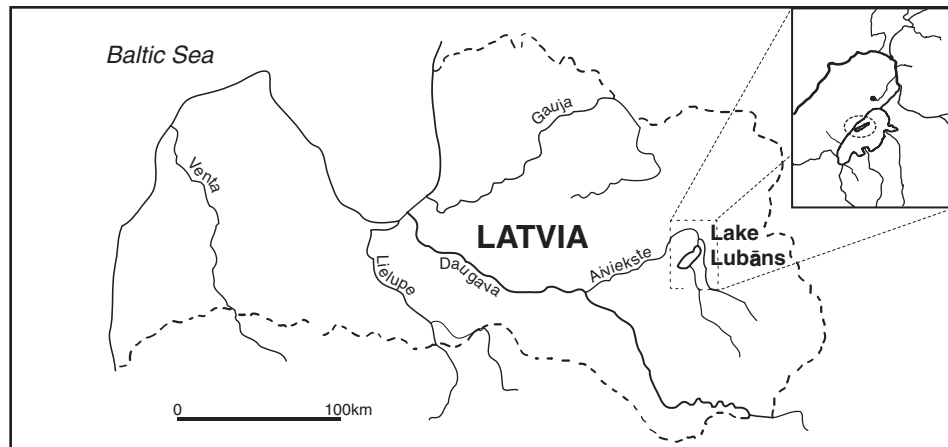 Baltic Sea
Gauja
Venta
LATVIA
Lake
Lubāns
Aiviekste
Daugava
Lielupe
0 100km